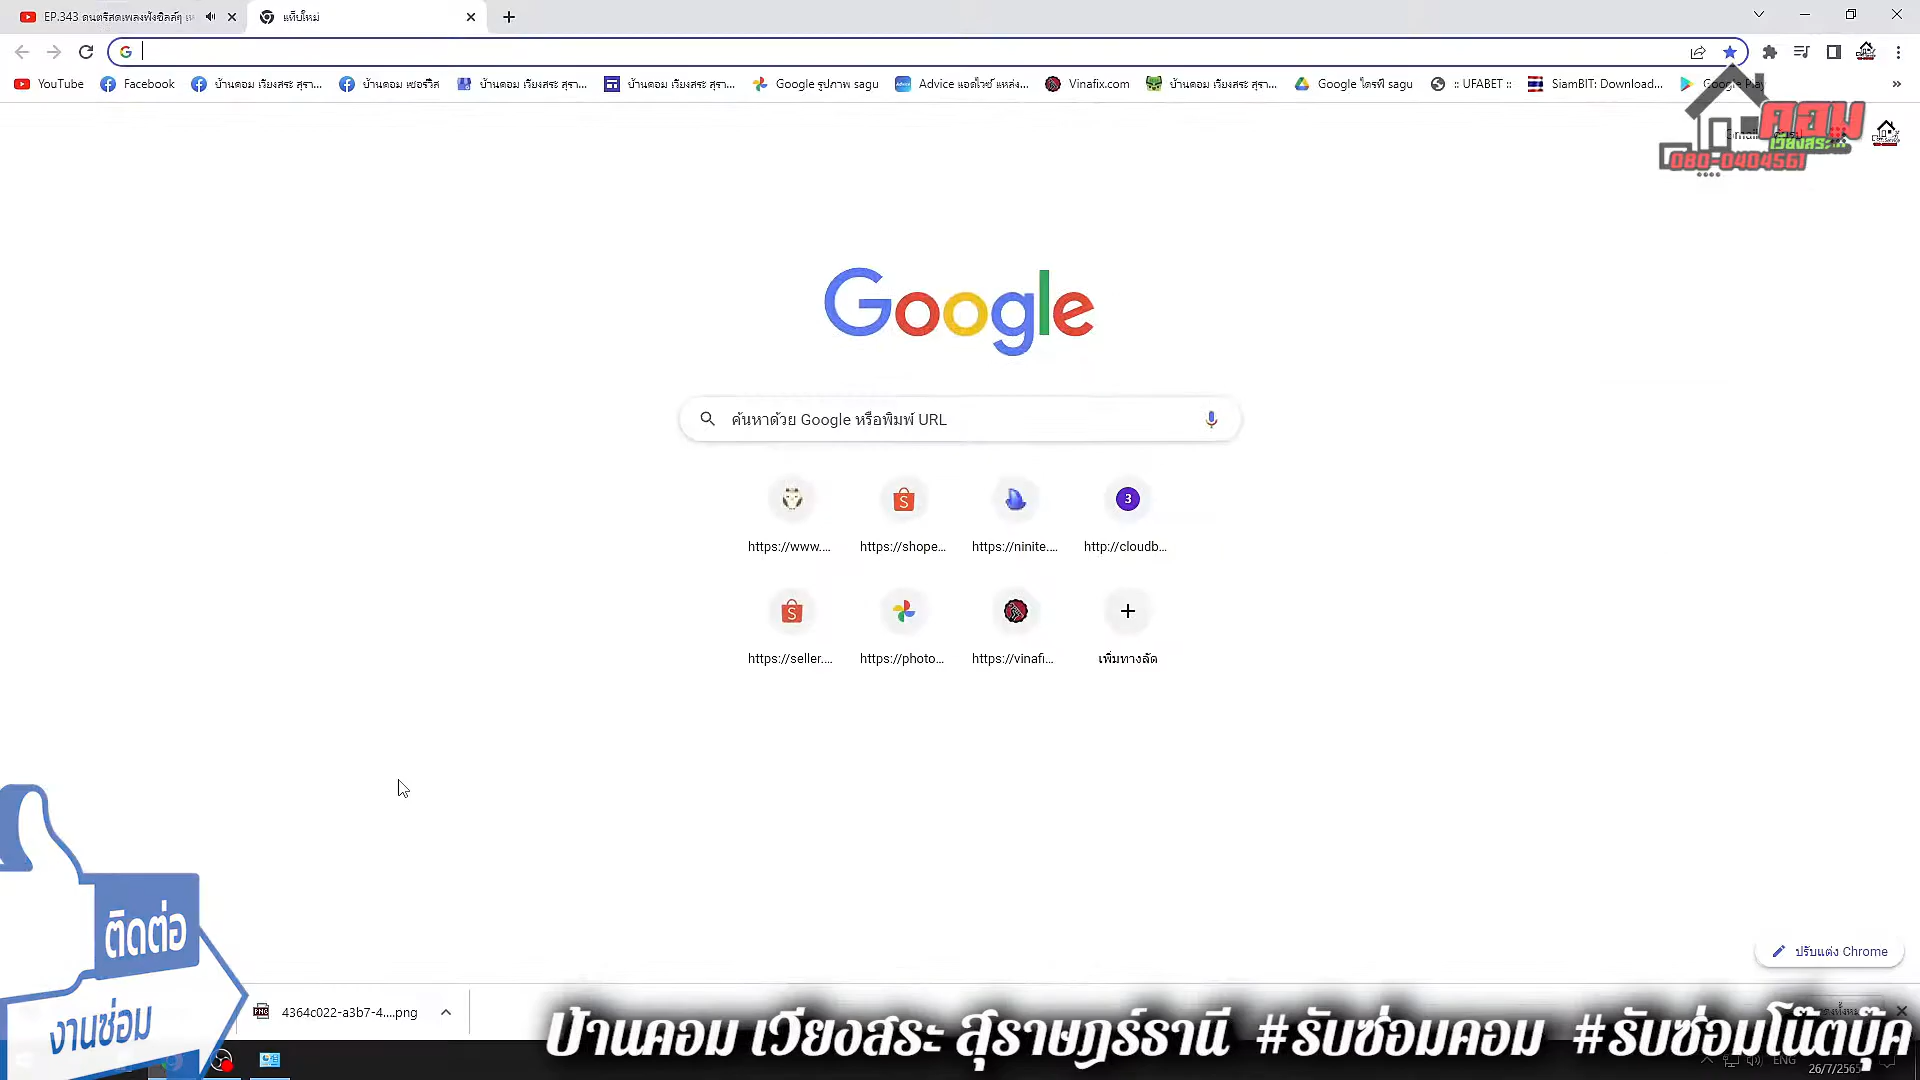 EP.343 ดนตรีสดเพลงฟังชิลล์ๆ
แท็บใหม่
YouTube
Facebook
บ้านคอม เวียงสระ สุรา...
บ้านคอม เซอร์วิส
บ้านคอม เวียงสระ สุรา...
บ้านคอม เวียงสระ สุรา...
Google รูปภาพ sagu
Advice แอดไวซ์ แหล่ง...
Vinafix.com
บ้านคอม เวียงสระ สุรา...
Google ไดรฟ์ sagu
:: UFABET ::
SiamBIT: Download...
Google Play
»
Gmail
คอม
เวียงสระ
080-0404561
Google
ค้นหาด้วย Google หรือพิมพ์ URL
3
https://www....
https://shope...
https://ninite....
http://cloudb...
https://seller....
https://photo...
https://vinafi...
เพิ่มทางลัด
ปรับแต่ง Chrome
ติดต่อ
งานซ่อม
4364c022-a3b7-4....png
บ้านคอม เวียงสระ สุราษฎร์ธานี #รับซ่อมคอม #รับซ่อมโน๊ตบุ๊ค
ENG
26/7/2565